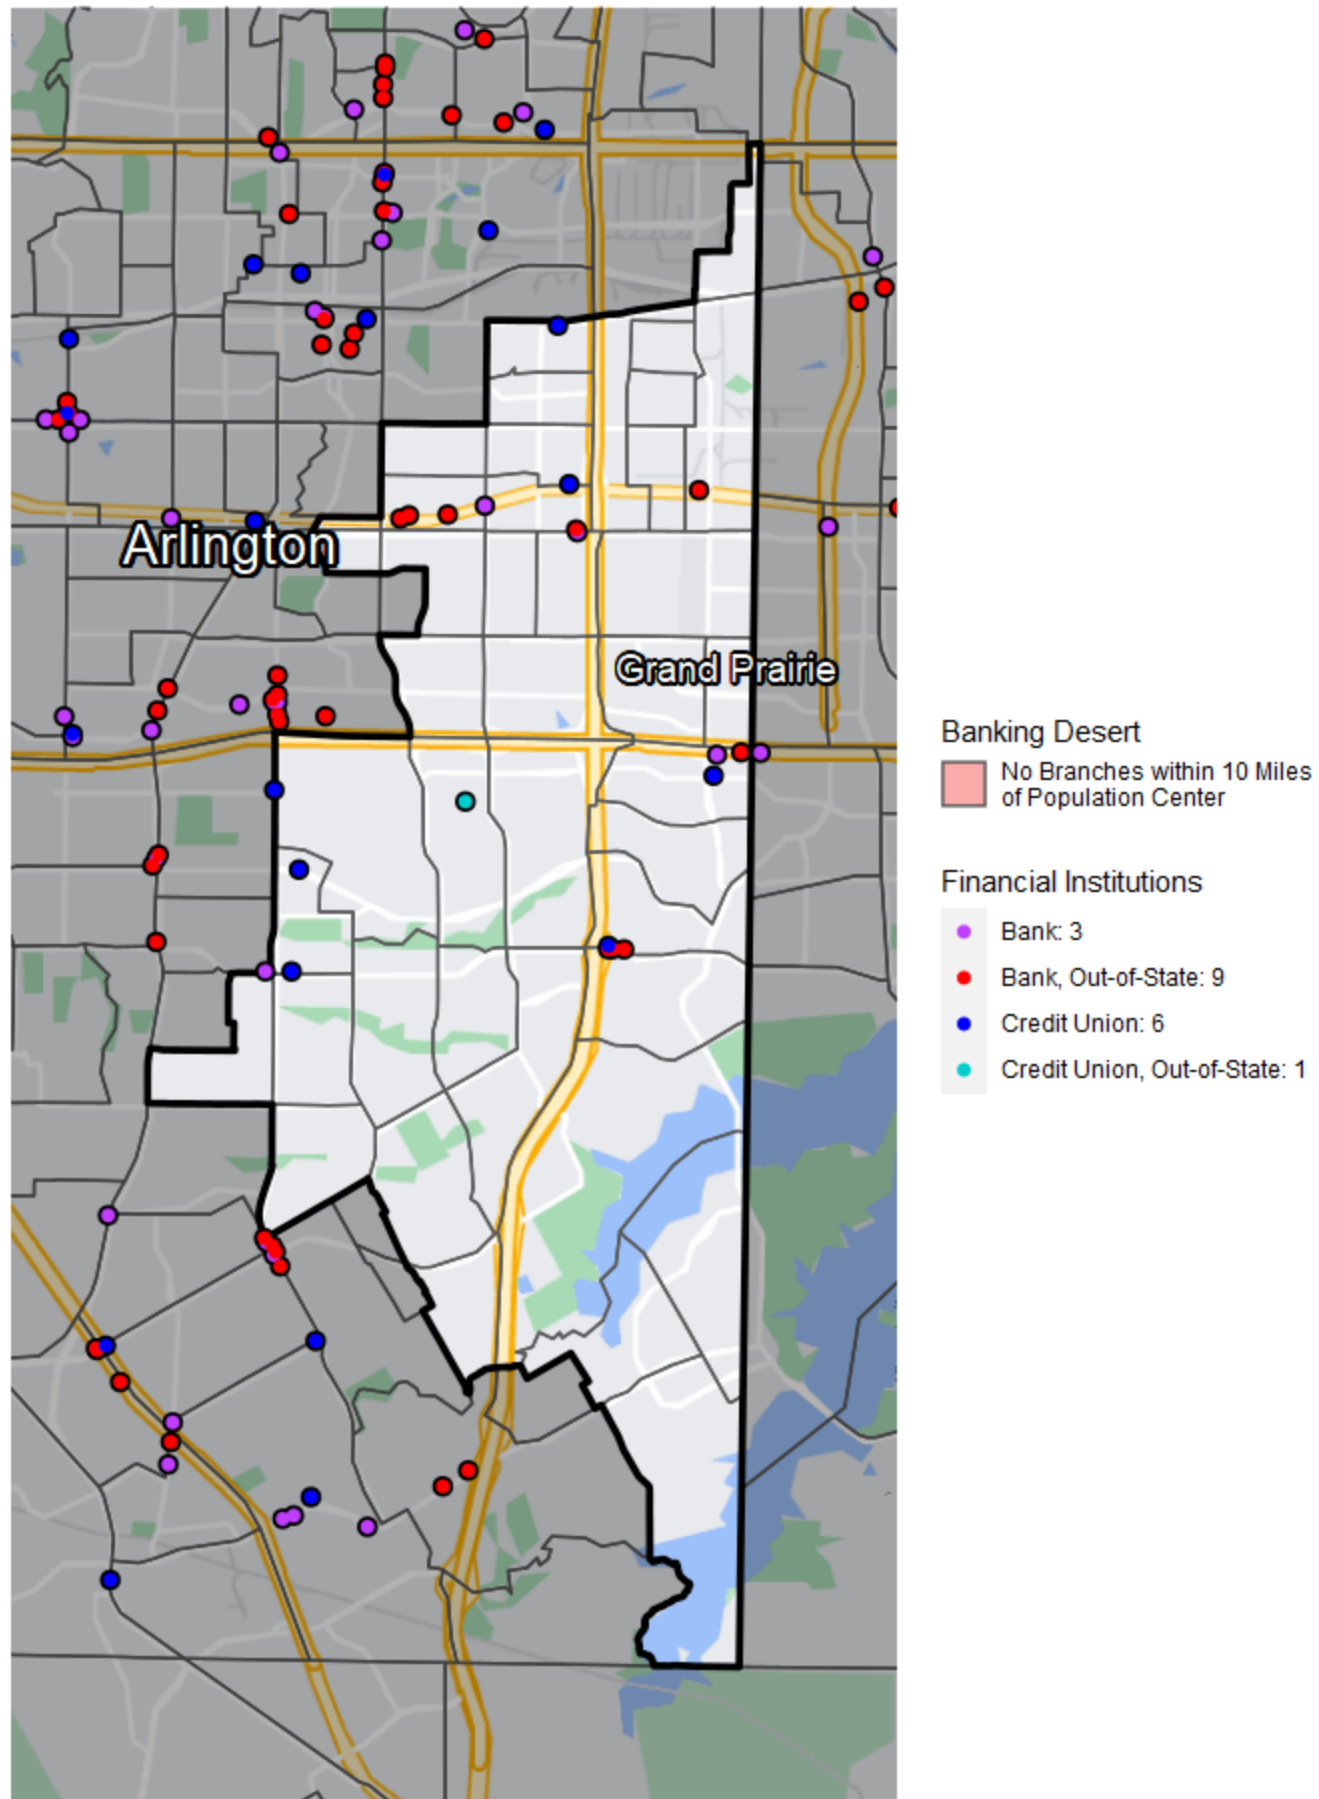 Arlington
Grand Prairie
Banking Desert
No Branches within 10 Miles
of Population Center
Financial Institutions
Bank: 3
Bank, Out-of-State: 9
Credit Union: 6
Credit Union, Out-of-State: 1